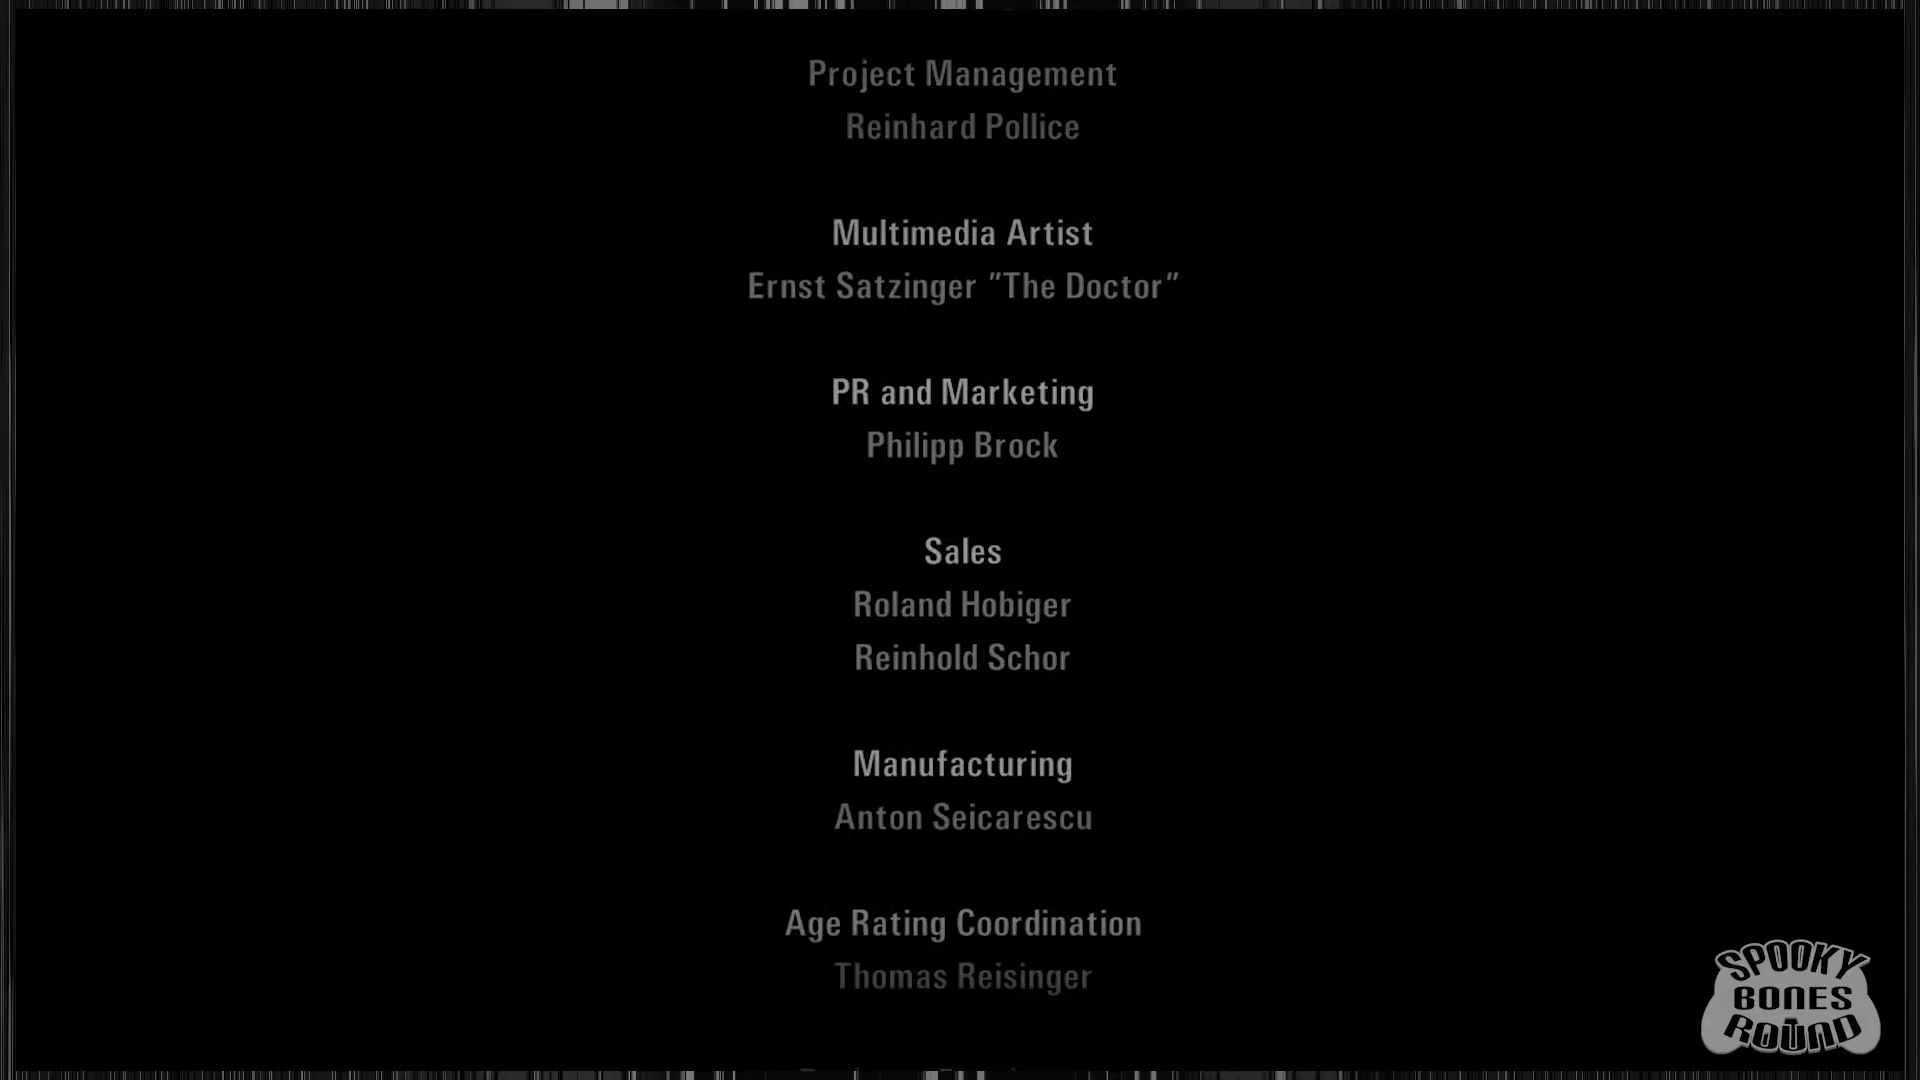 Project Management
Reinhard Pollice
Multimedia Artist
Ernst Satzinger "The Doctor"
PR and Marketing
Philipp Brock
Sales
Roland Hobiger
Reinhold Schor
Manufacturing
Anton Seicarescu
Age Rating Coordination
Thomas Reisinger
SPOOKY
BONES
ROUND